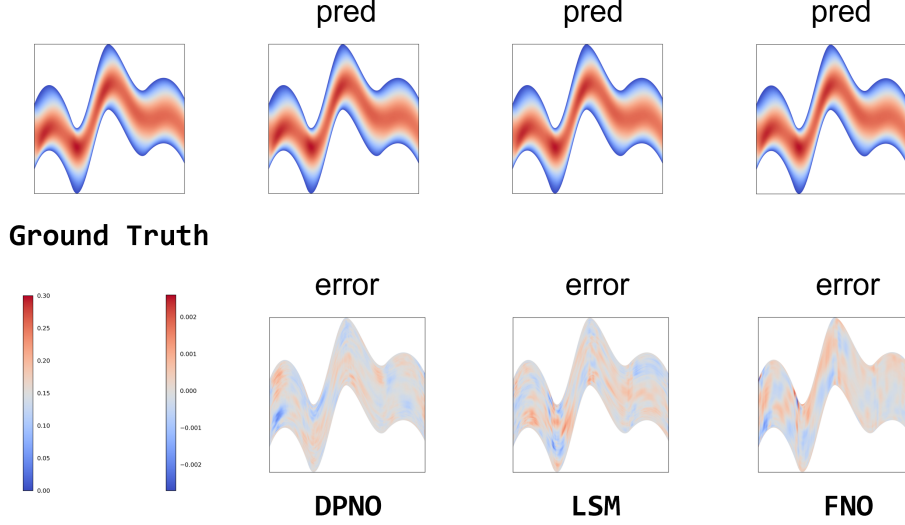 pred
pred
pred
Ground Truth
error
error
error
0.30
0.25
0.20
0.15
0.10
0.05
0.00
0.002
0.001
0.000
−0.001
−0.002
DPNO
LSM
FNO